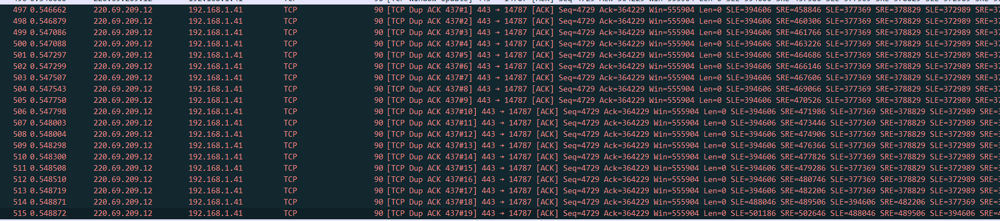 497 0.546662 220.69.209.12 192.168.1.41 TCP 90 [TCP Dup ACK 437#1] 443 → 14787 [ACK] Seq=4729 Ack=364229 Win=555904 Len=0 SLE=394606 SRE=458846 SLE=377369 SRE=378829 SLE=372989 SRE=37
498 0.546879 220.69.209.12 192.168.1.41 TCP 90 [TCP Dup ACK 437#2] 443 → 14787 [ACK] Seq=4729 Ack=364229 Win=555904 Len=0 SLE=394606 SRE=460306 SLE=377369 SRE=378829 SLE=372989 SRE=37
499 0.547086 220.69.209.12 192.168.1.41 TCP 90 [TCP Dup ACK 437#3] 443 → 14787 [ACK] Seq=4729 Ack=364229 Win=555904 Len=0 SLE=394606 SRE=461766 SLE=377369 SRE=378829 SLE=372989 SRE=37
500 0.547088 220.69.209.12 192.168.1.41 TCP 90 [TCP Dup ACK 437#4] 443 → 14787 [ACK] Seq=4729 Ack=364229 Win=555904 Len=0 SLE=394606 SRE=463226 SLE=377369 SRE=378829 SLE=372989 SRE=37
501 0.547297 220.69.209.12 192.168.1.41 TCP 90 [TCP Dup ACK 437#5] 443 → 14787 [ACK] Seq=4729 Ack=364229 Win=555904 Len=0 SLE=394606 SRE=464686 SLE=377369 SRE=378829 SLE=372989 SRE=37
502 0.547299 220.69.209.12 192.168.1.41 TCP 90 [TCP Dup ACK 437#6] 443 → 14787 [ACK] Seq=4729 Ack=364229 Win=555904 Len=0 SLE=394606 SRE=466146 SLE=377369 SRE=378829 SLE=372989 SRE=37
503 0.547507 220.69.209.12 192.168.1.41 TCP 90 [TCP Dup ACK 437#7] 443 → 14787 [ACK] Seq=4729 Ack=364229 Win=555904 Len=0 SLE=394606 SRE=467606 SLE=377369 SRE=378829 SLE=372989 SRE=37
504 0.547543 220.69.209.12 192.168.1.41 TCP 90 [TCP Dup ACK 437#8] 443 → 14787 [ACK] Seq=4729 Ack=364229 Win=555904 Len=0 SLE=394606 SRE=469066 SLE=377369 SRE=378829 SLE=372989 SRE=37
505 0.547750 220.69.209.12 192.168.1.41 TCP 90 [TCP Dup ACK 437#9] 443 → 14787 [ACK] Seq=4729 Ack=364229 Win=555904 Len=0 SLE=394606 SRE=470526 SLE=377369 SRE=378829 SLE=372989 SRE=37
506 0.547798 220.69.209.12 192.168.1.41 TCP 90 [TCP Dup ACK 437#10] 443 → 14787 [ACK] Seq=4729 Ack=364229 Win=555904 Len=0 SLE=394606 SRE=471986 SLE=377369 SRE=378829 SLE=372989 SRE=3
507 0.548003 220.69.209.12 192.168.1.41 TCP 90 [TCP Dup ACK 437#11] 443 → 14787 [ACK] Seq=4729 Ack=364229 Win=555904 Len=0 SLE=394606 SRE=473446 SLE=377369 SRE=378829 SLE=372989 SRE=3
508 0.548004 220.69.209.12 192.168.1.41 TCP 90 [TCP Dup ACK 437#12] 443 → 14787 [ACK] Seq=4729 Ack=364229 Win=555904 Len=0 SLE=394606 SRE=474906 SLE=377369 SRE=378829 SLE=372989 SRE=3
509 0.548298 220.69.209.12 192.168.1.41 TCP 90 [TCP Dup ACK 437#13] 443 → 14787 [ACK] Seq=4729 Ack=364229 Win=555904 Len=0 SLE=394606 SRE=476366 SLE=377369 SRE=378829 SLE=372989 SRE=3
510 0.548300 220.69.209.12 192.168.1.41 TCP 90 [TCP Dup ACK 437#14] 443 → 14787 [ACK] Seq=4729 Ack=364229 Win=555904 Len=0 SLE=394606 SRE=477826 SLE=377369 SRE=378829 SLE=372989 SRE=3
511 0.548508 220.69.209.12 192.168.1.41 TCP 90 [TCP Dup ACK 437#15] 443 → 14787 [ACK] Seq=4729 Ack=364229 Win=555904 Len=0 SLE=394606 SRE=479286 SLE=377369 SRE=378829 SLE=372989 SRE=3
512 0.548510 220.69.209.12 192.168.1.41 TCP 90 [TCP Dup ACK 437#16] 443 → 14787 [ACK] Seq=4729 Ack=364229 Win=555904 Len=0 SLE=394606 SRE=480746 SLE=377369 SRE=378829 SLE=372989 SRE=3
513 0.548719 220.69.209.12 192.168.1.41 TCP 90 [TCP Dup ACK 437#17] 443 → 14787 [ACK] Seq=4729 Ack=364229 Win=555904 Len=0 SLE=394606 SRE=482206 SLE=377369 SRE=378829 SLE=372989 SRE=3
514 0.548871 220.69.209.12 192.168.1.41 TCP 90 [TCP Dup ACK 437#18] 443 → 14787 [ACK] Seq=4729 Ack=364229 Win=555904 Len=0 SLE=488046 SRE=489506 SLE=394606 SRE=482206 SLE=377369 SRE=3
515 0.548872 220.69.209.12 192.168.1.41 TCP 90 [TCP Dup ACK 437#19] 443 → 14787 [ACK] Seq=4729 Ack=364229 Win=555904 Len=0 SLE=501186 SRE=502646 SLE=488046 SRE=489506 SLE=394606 SRE=4